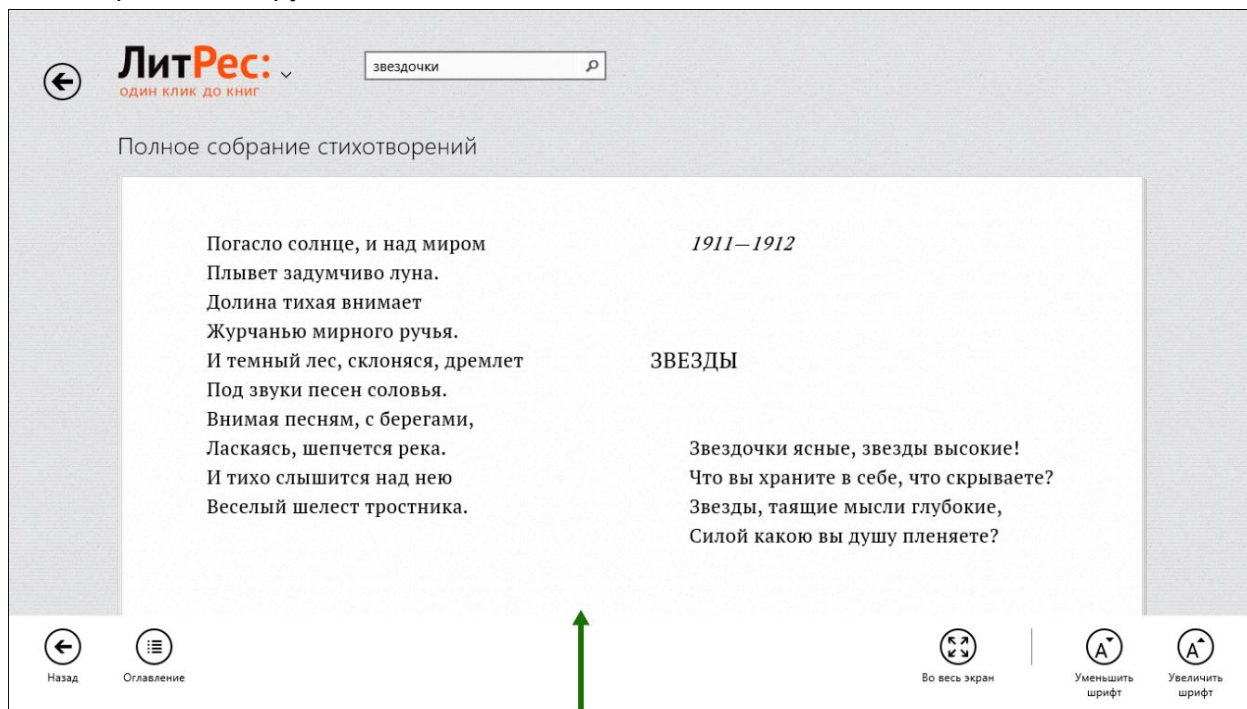 ЛитРес:
один клик до книг
звездочки
Полное собрание стихотворений
Погасло солнце, и над миром
Плывет задумчиво луна.
Долина тихая внимает
Журчанью мирного ручья.
И темный лес, склоняся, дремлет
Под звуки песен соловья.
Внимая песням, с берегами,
Ласкаясь, шепчется река.
И тихо слышится над нею
Веселый шелест тростника.
1911—1912
ЗВЕЗДЫ
Звездочки ясные, звезды высокие!
Что вы храните в себе, что скрываете?
Звезды, таящие мысли глубокие,
Силой какою вы душу пленяете?
Назад
Оглавление
Во весь экран
Уменьшить
шрифт
Увеличить
шрифт